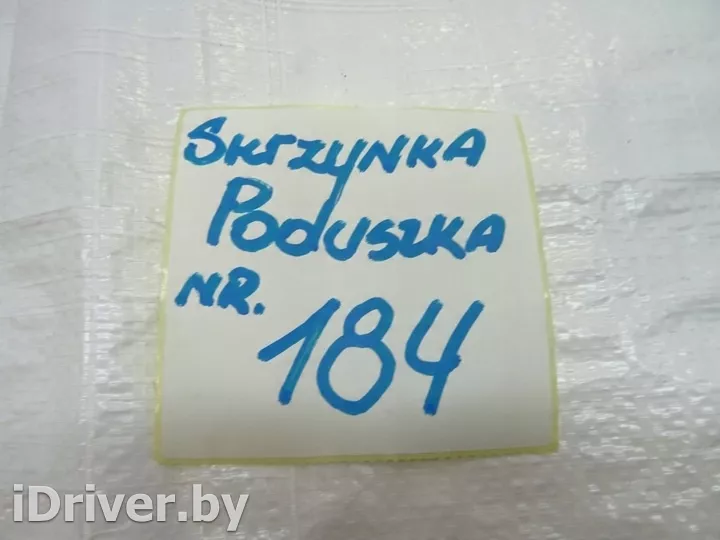 SKRZYNKA
PODUSZKA
NR. 184
iDriver.by